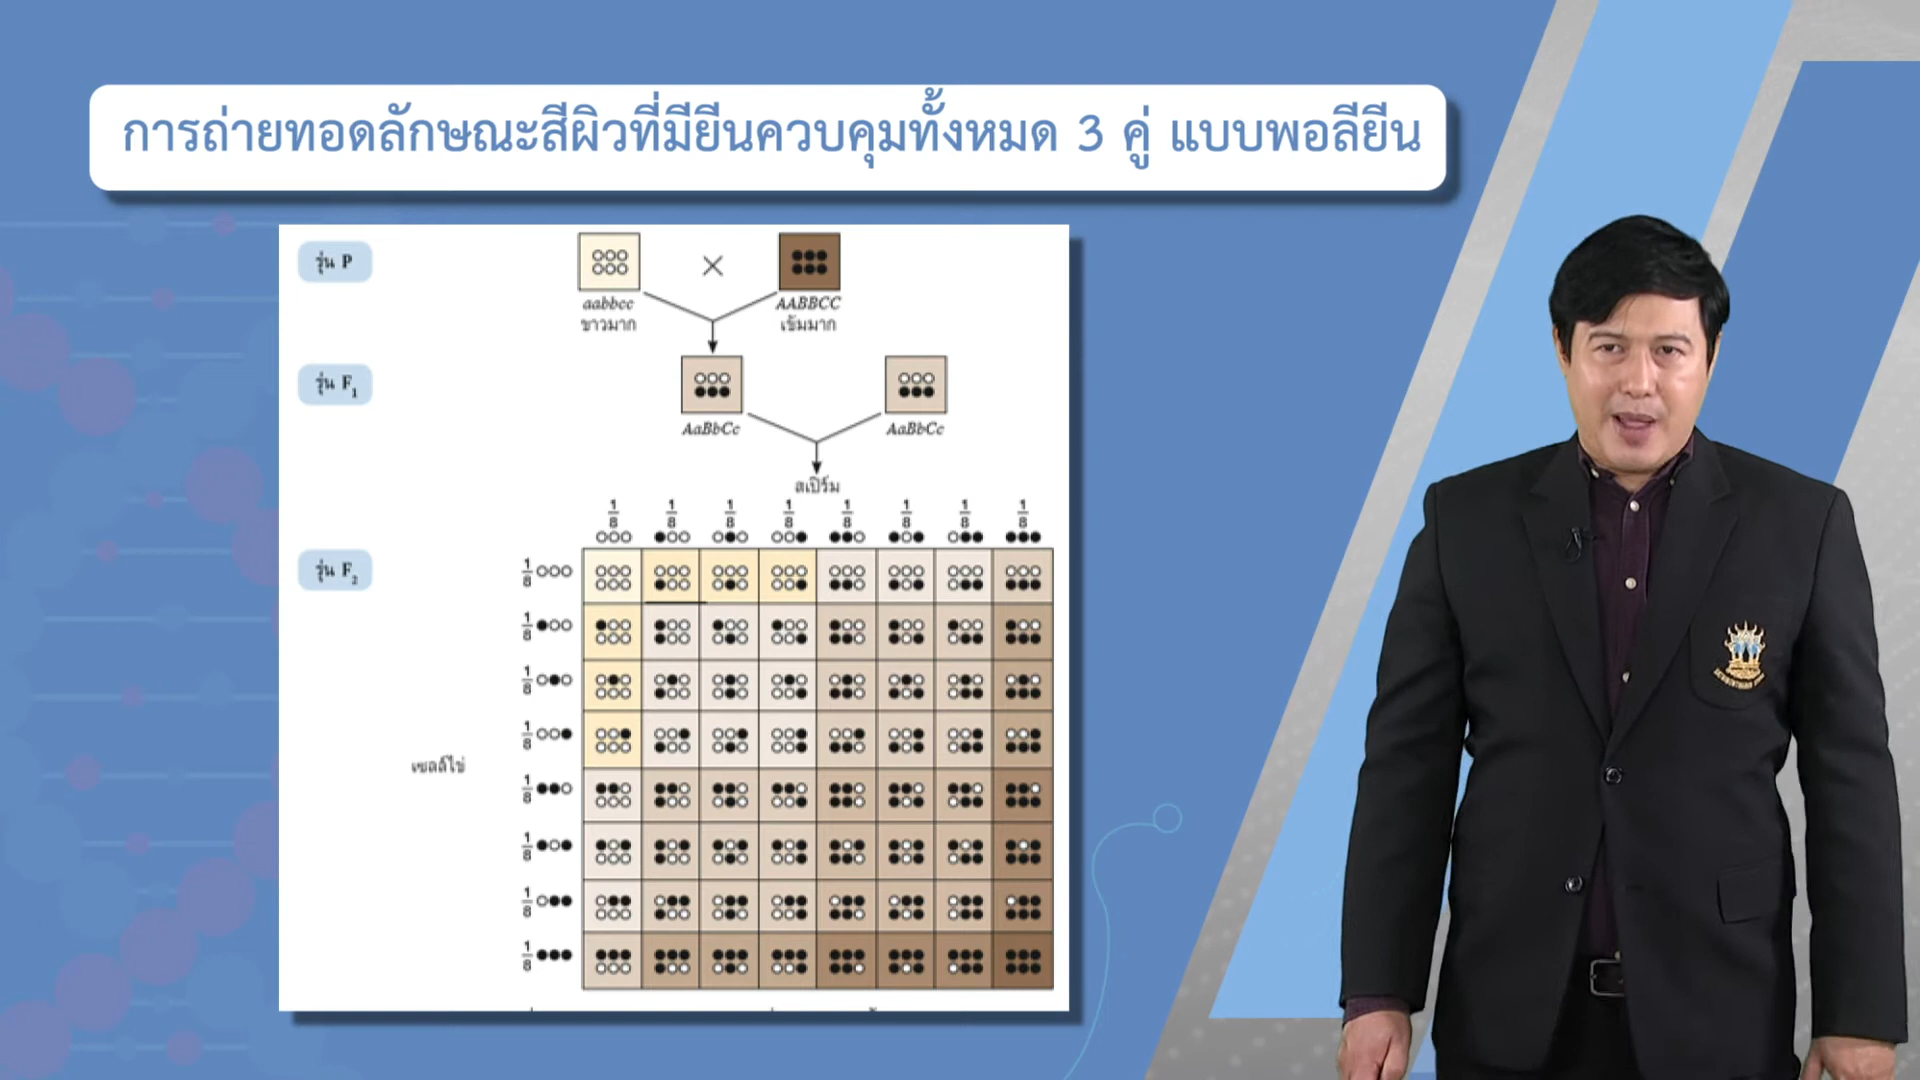 การถ่ายทอดลักษณะสีผิวที่มียีนควบคุมทั้งหมด 3 คู่ แบบพอลียีน
รุ่น P
×
aabbcc
AABBCC
ขาวมาก
เข้มมาก
รุ่น F₁
AaBbCc
AaBbCc
สเปิร์ม
1/8 1/8 1/8 1/8 1/8 1/8 1/8 1/8
รุ่น F₂
1/8
1/8
1/8
1/8
เซลล์ไข่
1/8
1/8
1/8
1/8